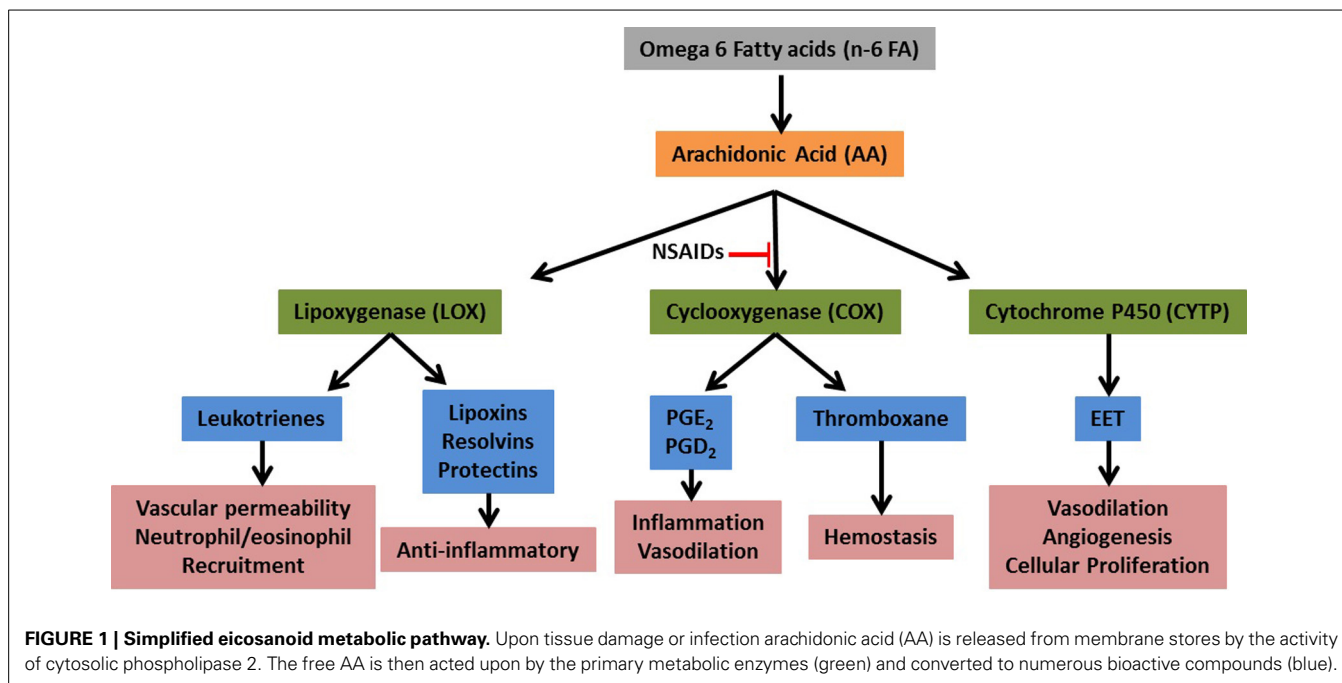 Omega 6 Fatty acids (n-6 FA)
Arachidonic Acid (AA)
NSAIDs
Lipoxygenase (LOX)
Cyclooxygenase (COX)
Cytochrome P450 (CYTP)
Leukotrienes
Lipoxins
Resolvins
Protectins
PGE₂
PGD₂
Thromboxane
EET
Vascular permeability
Neutrophil/eosinophil
Recruitment
Anti-inflammatory
Inflammation
Vasodilation
Hemostasis
Vasodilation
Angiogenesis
Cellular Proliferation
FIGURE 1 | Simplified eicosanoid metabolic pathway. Upon tissue damage or infection arachidonic acid (AA) is released from membrane stores by the activity
of cytosolic phospholipase 2. The free AA is then acted upon by the primary metabolic enzymes (green) and converted to numerous bioactive compounds (blue).